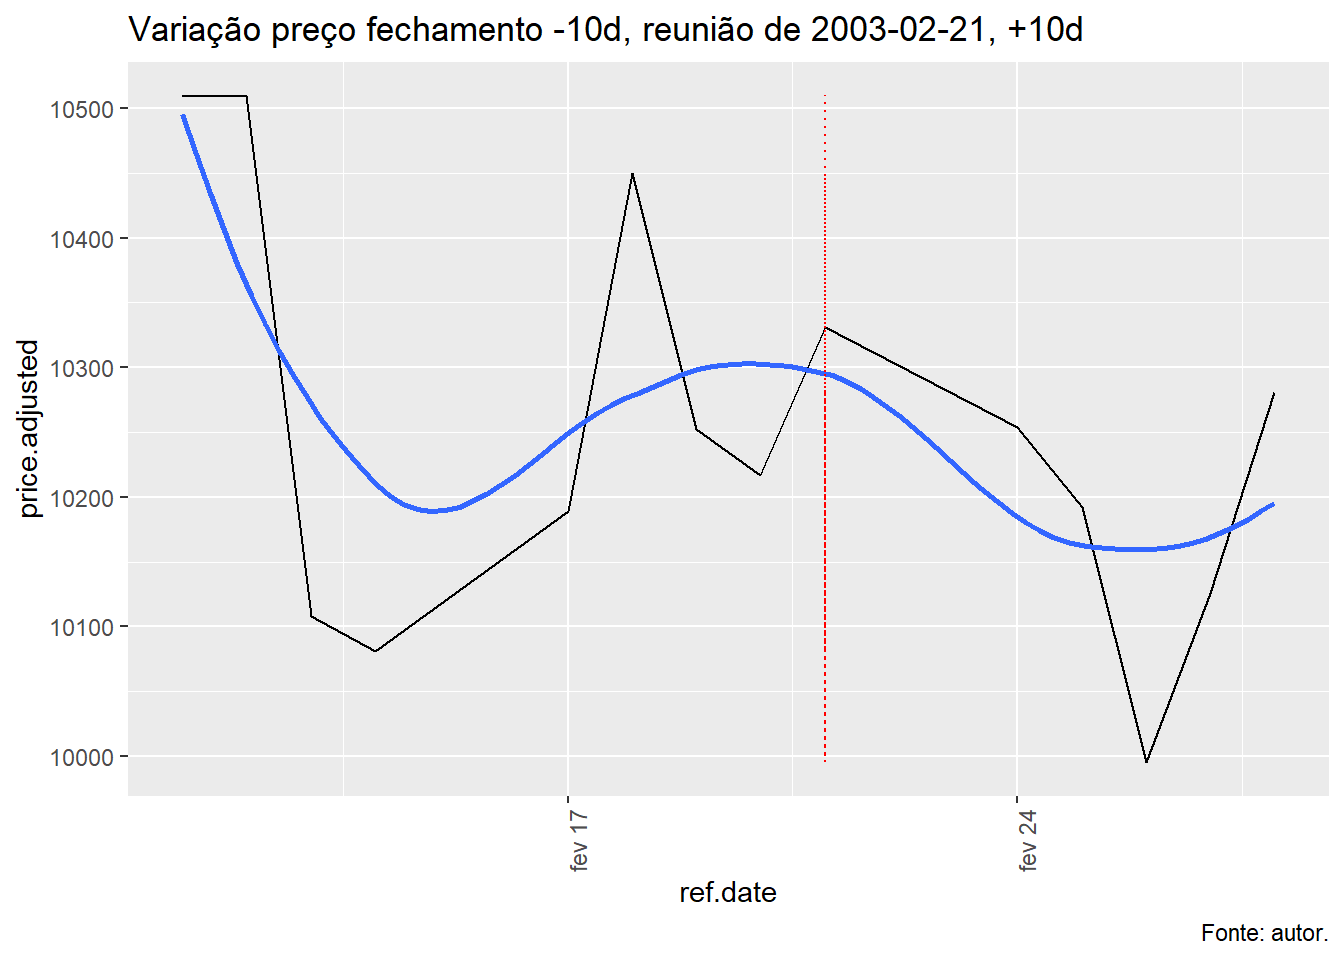 Variação preço fechamento -10d, reunião de 2003-02-21, +10d
10500
10400
10300
10200
10100
10000
price.adjusted
fev 17
fev 24
ref.date
Fonte: autor.